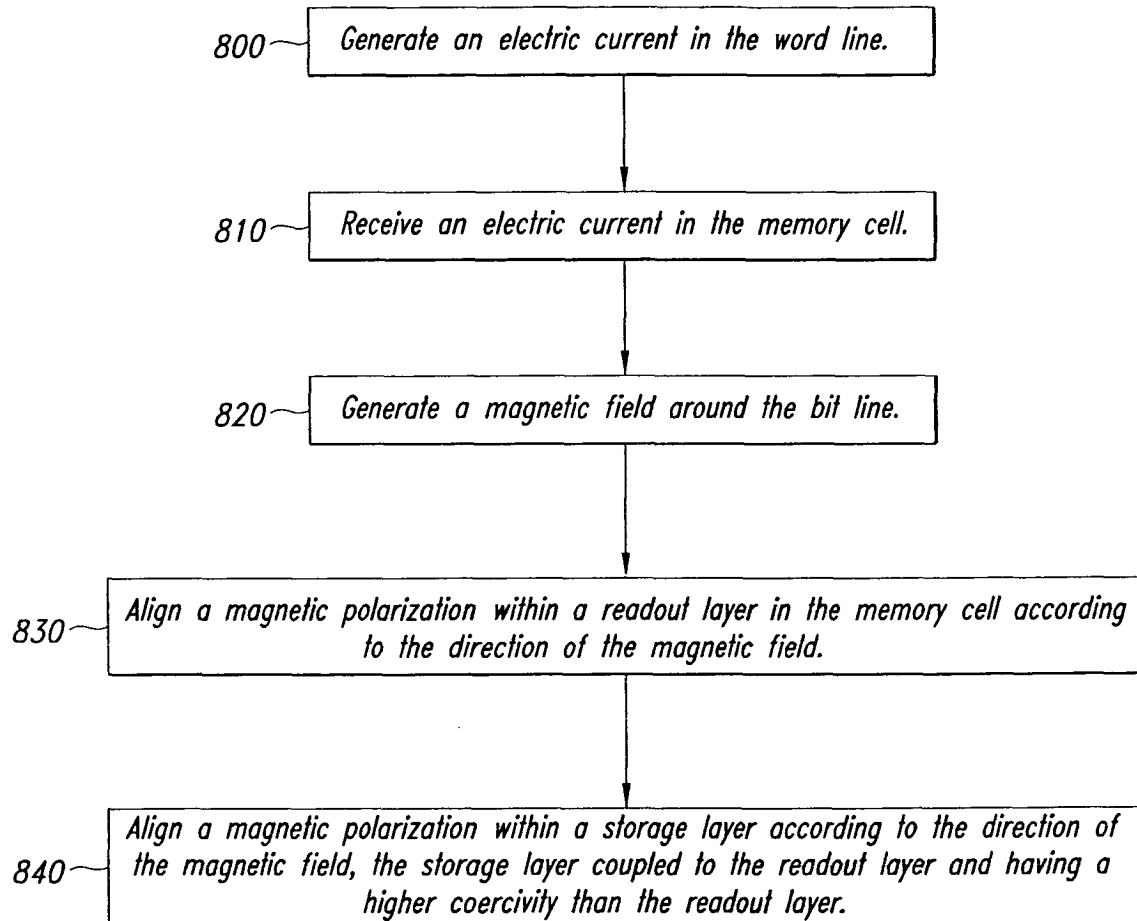 800 Generate an electric current in the word line.
810 Receive an electric current in the memory cell.
820 Generate a magnetic field around the bit line.
Align a magnetic polarization within a readout layer in the memory cell according
830 to the direction of the magnetic field.
Align a magnetic polarization within a storage layer according to the direction of
840 the magnetic field, the storage layer coupled to the readout layer and having a
higher coercivity than the readout layer.